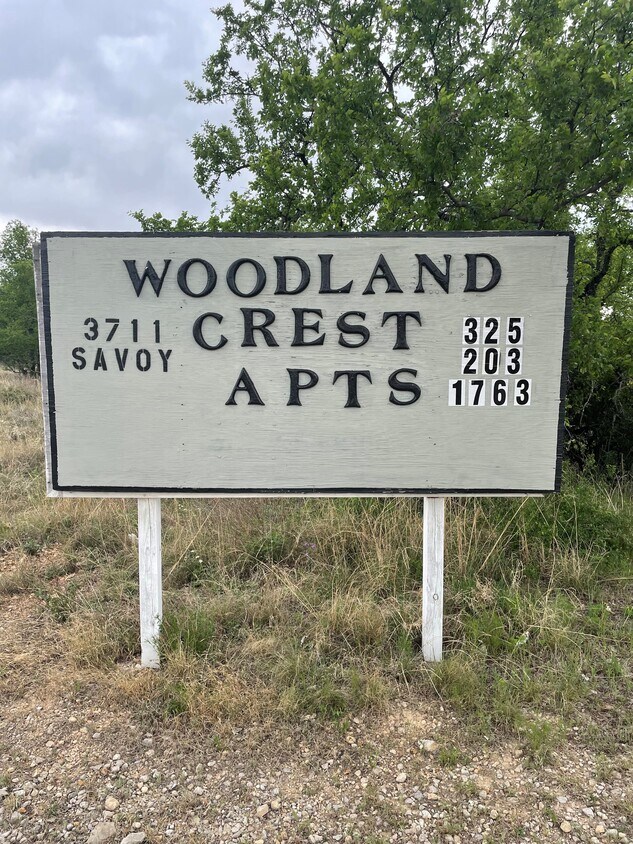 WOODLAND
CREST
APTS
3711
SAVOY
325
203
1763